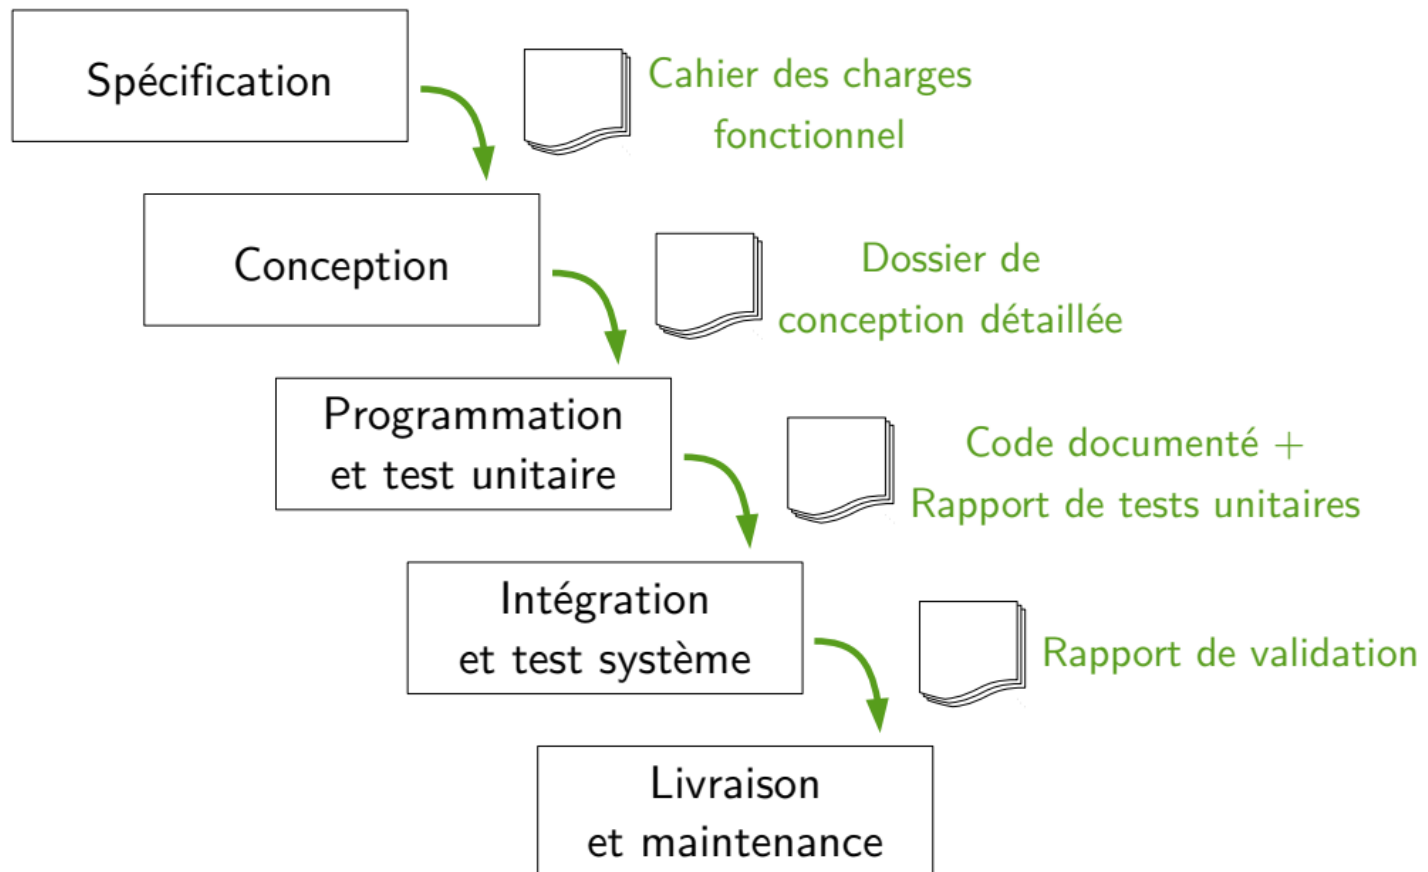 Spécification
Cahier des charges
fonctionnel
Conception
Dossier de
conception détaillée
Programmation
et test unitaire
Code documenté +
Rapport de tests unitaires
Intégration
et test système
Rapport de validation
Livraison
et maintenance